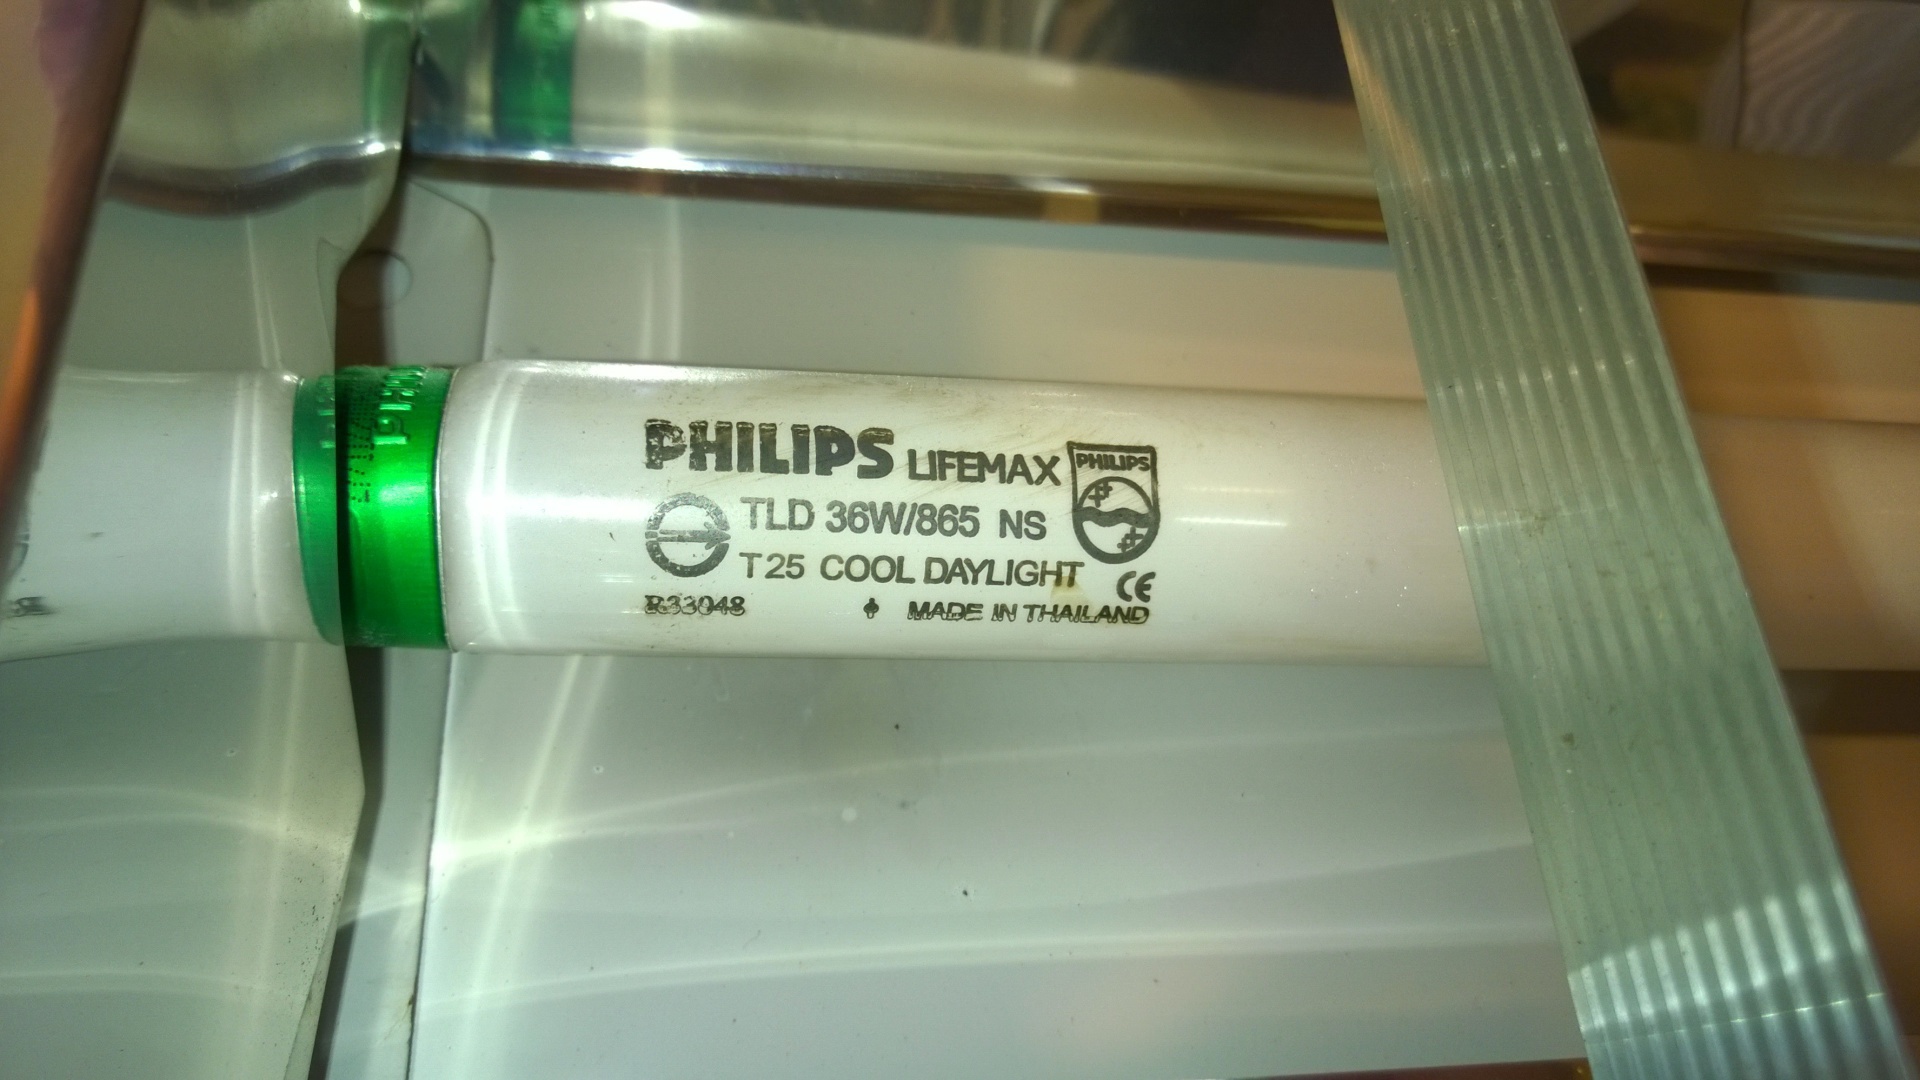 PHILIPS LIFEMAX PHILIPS
TLD 36W/865 NS
T25 COOL DAYLIGHT CE
R33048 MADE IN THAILAND